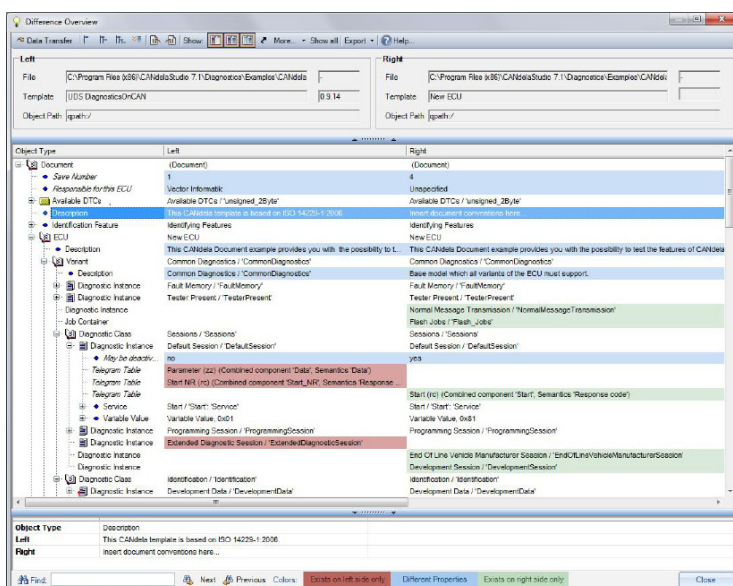 Difference Overview
Data Transfer Show: More... Show all Export Help...
Left
File C:\Program Files (x86)\CANdelaStudio 7.1\Diagnostics\Examples\CANdela -
Template UDS DiagnosticsOnCAN 0.9.14
Object Path qpath:/
Right
File C:\Program Files (x86)\CANdelaStudio 7.1\Diagnostics\Examples\CANdela -
Template New ECU
Object Path qpath:/
Object Type Left Right
Document (Document) (Document)
Save Number 1 4
Responsible for this ECU Vector Informatik Unspecified
Available DTCs Available DTCs / 'unsigned_2Byte' Available DTCs / 'unsigned_2Byte'
Description This CANdela template is based on ISO 14229-1:2006 Insert document conventions here...
Identification Feature Identifying Features Identifying Features
ECU New ECU New ECU
Description This CANdela Document example provides you with the possibility to t... This CANdela Document example provides you with the possibility to test the features of CANdela
Variant Common Diagnostics / 'CommonDiagnostics' Common Diagnostics / 'CommonDiagnostics'
Description Common Diagnostics / 'CommonDiagnostics' Base model which all variants of the ECU must support.
Diagnostic Instance Fault Memory / 'FaultMemory' Fault Memory / 'FaultMemory'
Diagnostic Instance Tester Present / 'TesterPresent' Tester Present / 'TesterPresent'
Diagnostic Instance Normal Message Transmission / 'NormalMessageTransmission'
Job Container Flash Jobs / 'Flash_Jobs'
Diagnostic Class Sessions / 'Sessions' Sessions / 'Sessions'
Diagnostic Instance Default Session / 'DefaultSession' Default Session / 'DefaultSession'
May be deactiv... no yes
Telegram Table Parameter (zz) (Combined component 'Data', Semantics 'Data')
Telegram Table Start NR (rc) (Combined component 'Start_NR', Semantics 'Response ...
Telegram Table Start (rc) (Combined component 'Start', Semantics 'Response code')
Service Start / 'Start': 'Service' Start / 'Start': 'Service'
Variable Value Variable Value, 0x01 Variable Value, 0x81
Diagnostic Instance Programming Session / 'ProgrammingSession' Programming Session / 'ProgrammingSession'
Diagnostic Instance Extended Diagnostic Session / 'ExtendedDiagnosticSession'
Diagnostic Instance End Of Line Vehicle Manufacturer Session / 'EndOfLineVehicleManufacturerSession'
Diagnostic Instance Development Session / 'DevelopmentSession'
Diagnostic Class Identification / 'Identification' Identification / 'Identification'
Diagnostic Instance Development Data / 'DevelopmentData' Development Data / 'DevelopmentData'
Object Type Description
Left This CANdela template is based on ISO 14229-1:2006
Right Insert document conventions here...
Find: Next Previous Colors: Exists on left side only Different Properties Exists on right side only Close